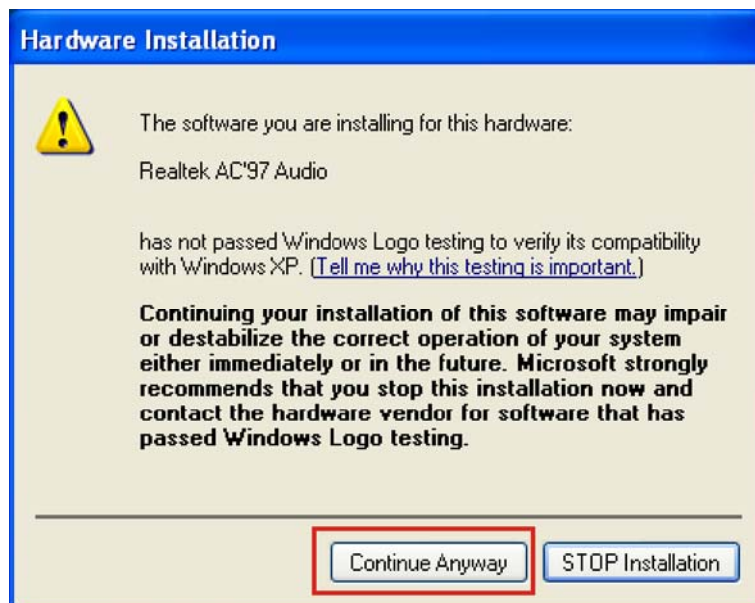 Hardware Installation
The software you are installing for this hardware:
Realtek AC'97 Audio
has not passed Windows Logo testing to verify its compatibility
with Windows XP. (Tell me why this testing is important.)
Continuing your installation of this software may impair
or destabilize the correct operation of your system
either immediately or in the future. Microsoft strongly
recommends that you stop this installation now and
contact the hardware vendor for software that has
passed Windows Logo testing.
Continue Anyway
STOP Installation